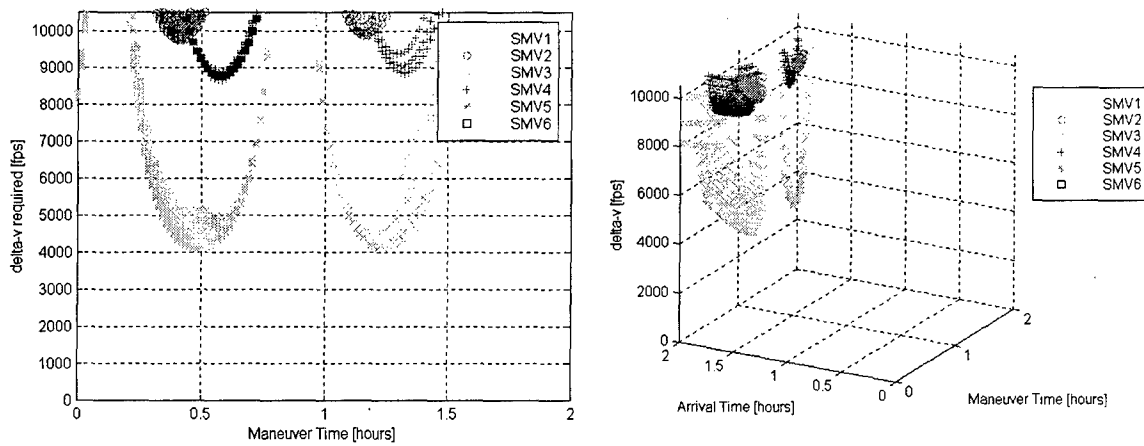 10000
9000
8000
7000
6000
5000
4000
3000
2000
1000
0
delta-v required [fps]
0
0.5
1
1.5
2
Maneuver Time [hours]
SMV1
SMV2
SMV3
SMV4
SMV5
SMV6
10000
8000
6000
4000
2000
0
delta-v [fps]
2
1.5
1
0.5
0
Arrival Time [hours]
0
1
2
Maneuver Time [hours]
SMV1
SMV2
SMV3
SMV4
SMV5
SMV6